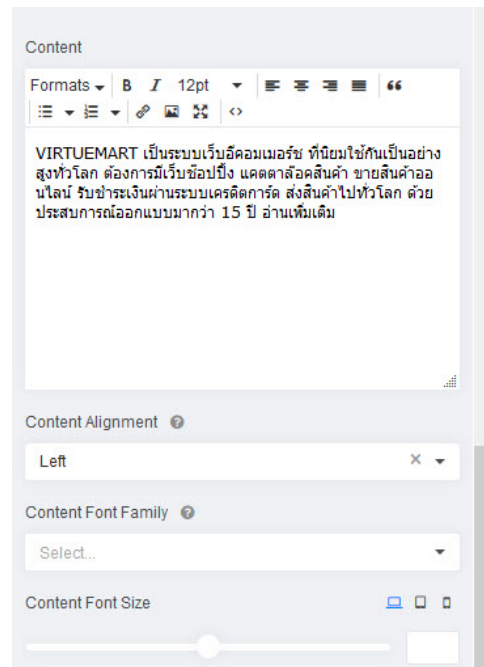 Content
Formats B I 12pt
VIRTUEMART เป็นระบบเว็บอีคอมเมอร์ช ที่นิยมใช้กันเป็นอย่าง
สูงทั่วโลก ต้องการมีเว็บช๊อปปิ้ง แคตตาล๊อคสินค้า ขายสินค้าออ
นไลน์ รับชำระเงินผ่านระบบเครดิตการ์ด ส่งสินค้าไปทั่วโลก ด้วย
ประสบการณ์ออกแบบมากว่า 15 ปี อ่านเพิ่มเติม
Content Alignment
Left
Content Font Family
Select...
Content Font Size